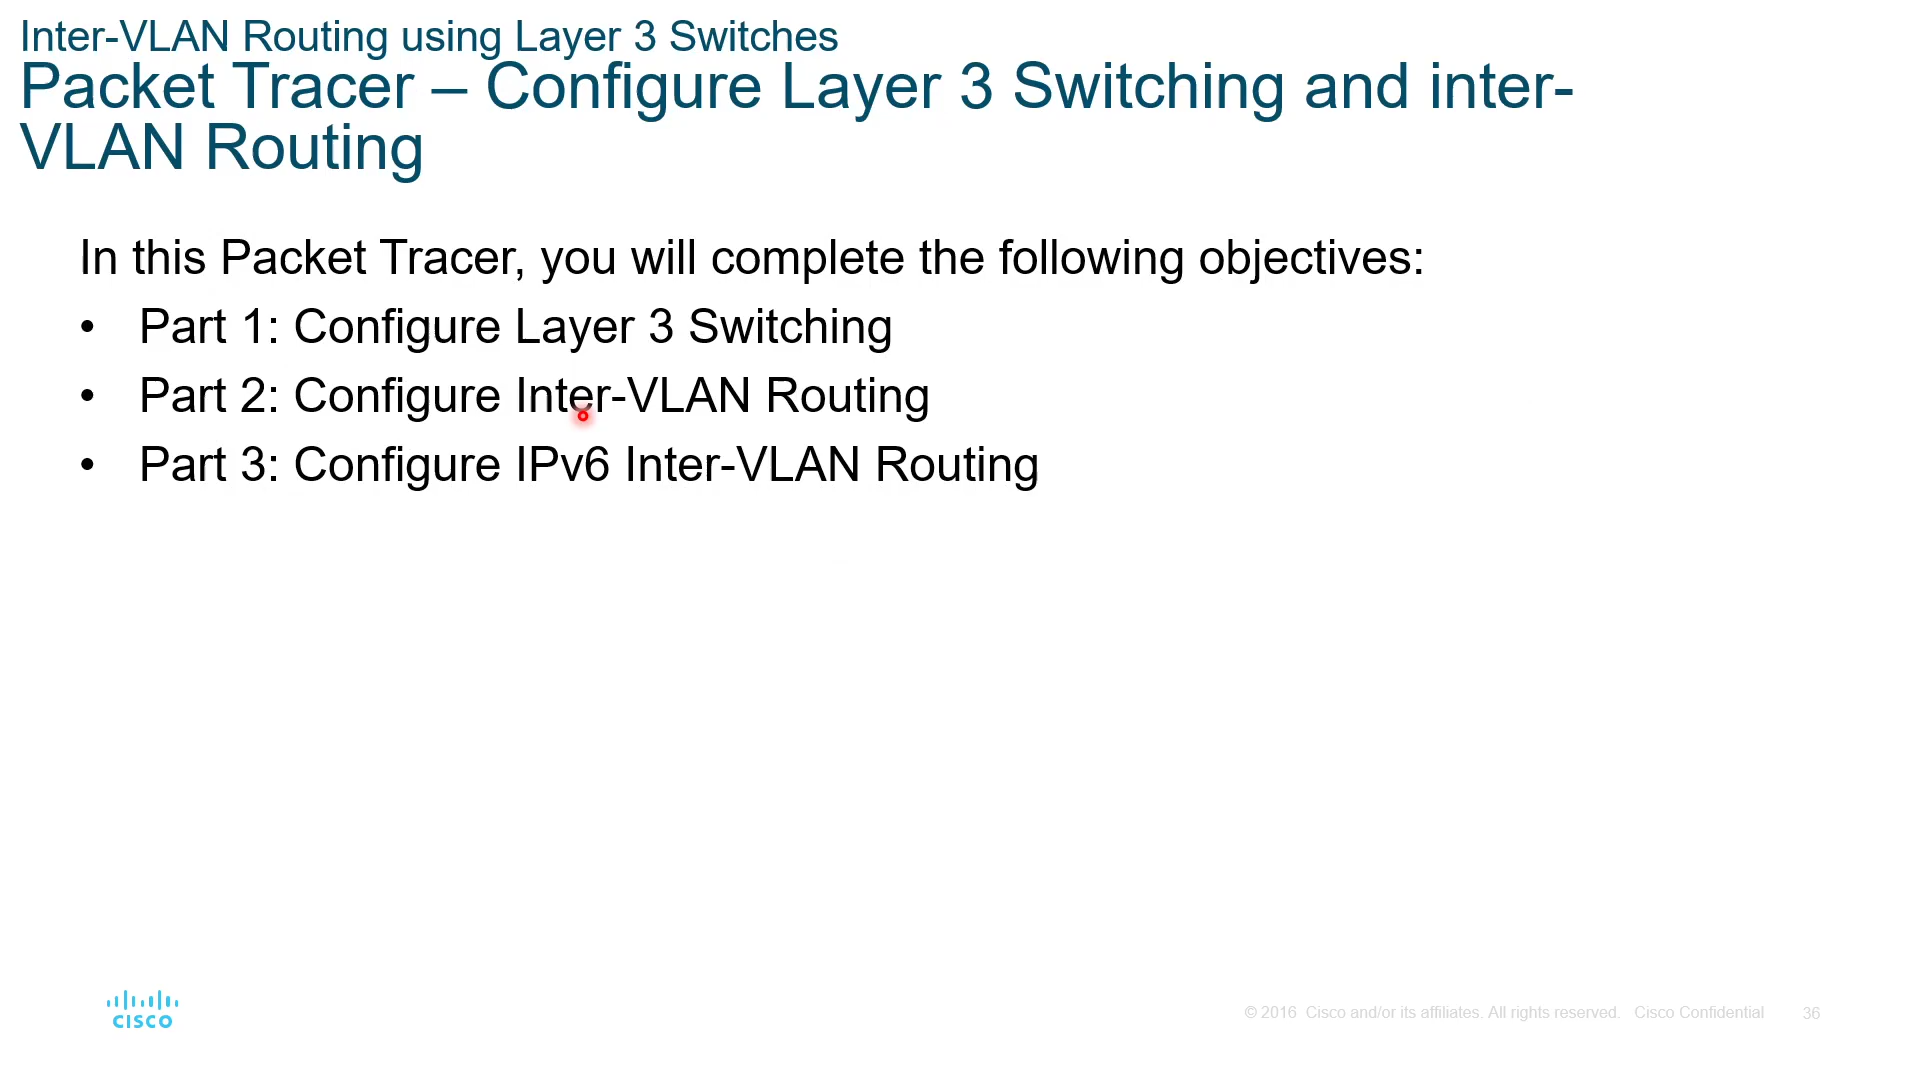 Inter-VLAN Routing using Layer 3 Switches
Packet Tracer – Configure Layer 3 Switching and inter-
VLAN Routing
In this Packet Tracer, you will complete the following objectives:
• Part 1: Configure Layer 3 Switching
• Part 2: Configure Inter-VLAN Routing
• Part 3: Configure IPv6 Inter-VLAN Routing
CISCO
© 2016 Cisco and/or its affiliates. All rights reserved. Cisco Confidential 36